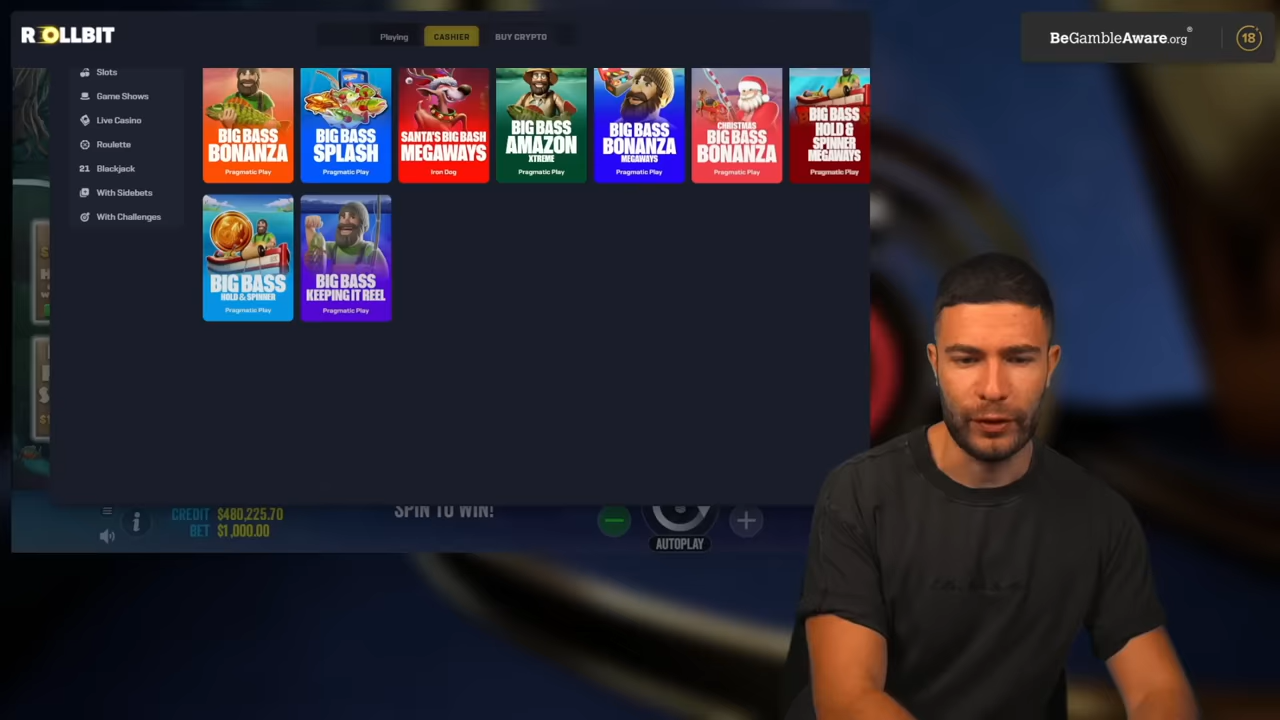 ROLLBIT
Playing
CASHIER
BUY CRYPTO
BeGambleAware.org®
18+
Slots
Game Shows
Live Casino
Roulette
21 Blackjack
With Sidebets
With Challenges
BIG BASS
BONANZA
Pragmatic Play
BIG BASS
SPLASH
Pragmatic Play
SANTA'S BIG BASH
MEGAWAYS
Iron Dog
BIG BASS
AMAZON
XTREME
Pragmatic Play
BIG BASS
BONANZA
MEGAWAYS
Pragmatic Play
CHRISTMAS
BIG BASS
BONANZA
Pragmatic Play
BIG BASS
HOLD &
SPINNER
MEGAWAYS
Pragmatic Play
BIG BASS
HOLD & SPINNER
Pragmatic Play
BIG BASS
KEEPING IT REEL
Pragmatic Play
CREDIT $480,225.70
BET $1,000.00
SPIN TO WIN!
AUTOPLAY